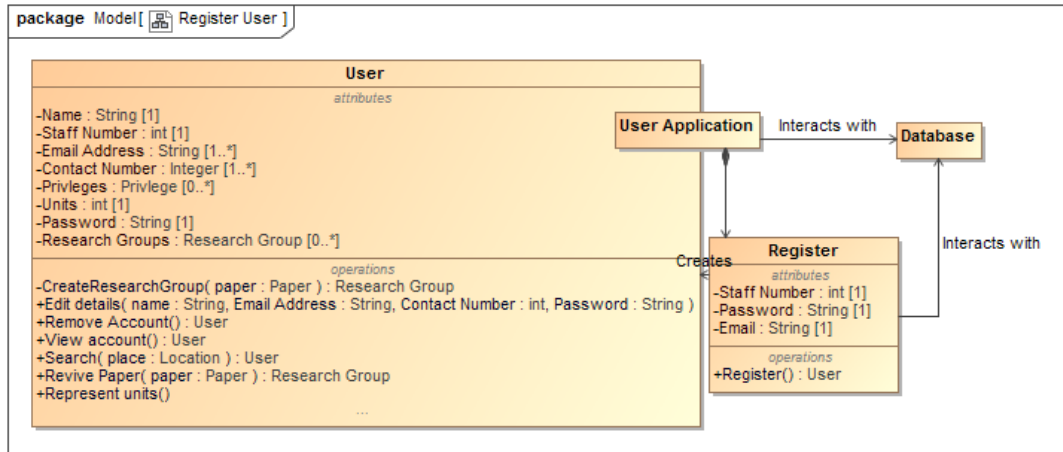 package Model[ Register User ]
User
attributes
-Name : String [1]
-Staff Number : int [1]
-Email Address : String [1..*]
-Contact Number : Integer [1..*]
-Privleges : Privlege [0..*]
-Units : int [1]
-Password : String [1]
-Research Groups : Research Group [0..*]
operations
-CreateResearchGroup( paper : Paper ) : Research Group
+Edit details( name : String, Email Address : String, Contact Number : int, Password : String )
+Remove Account() : User
+View account() : User
+Search( place : Location ) : User
+Revive Paper( paper : Paper ) : Research Group
+Represent units()
...
User Application
Interacts with
Database
Creates
Register
attributes
-Staff Number : int [1]
-Password : String [1]
-Email : String [1]
operations
+Register() : User
Interacts with